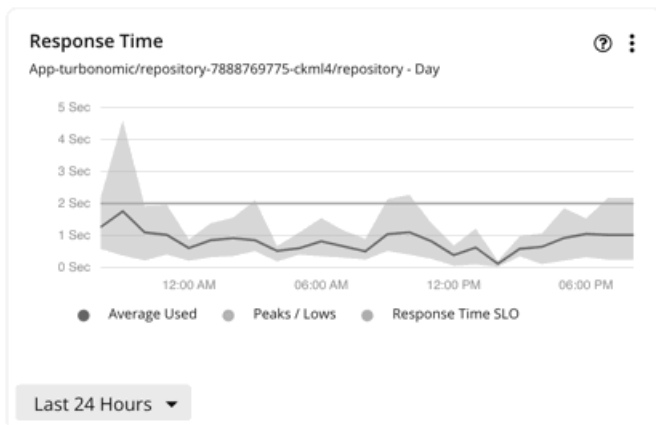 Response Time
App-turbonomic/repository-7888769775-ckml4/repository - Day
5 Sec
4 Sec
3 Sec
2 Sec
1 Sec
0 Sec
12:00 AM 06:00 AM 12:00 PM 06:00 PM
Average Used Peaks / Lows Response Time SLO
Last 24 Hours